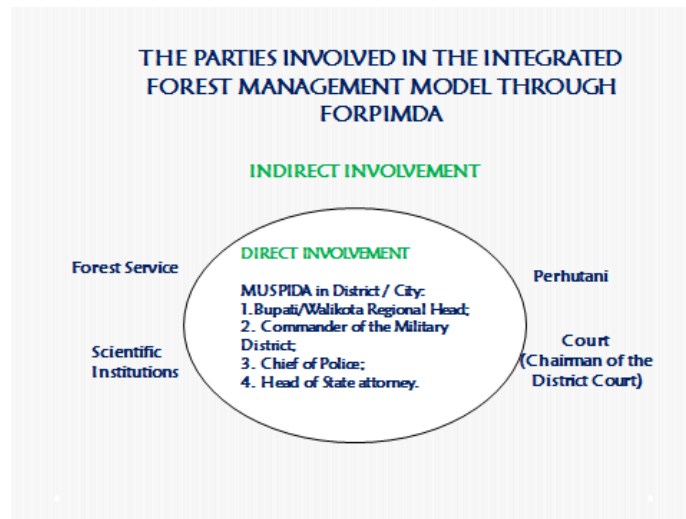 THE PARTIES INVOLVED IN THE INTEGRATED
FOREST MANAGEMENT MODEL THROUGH
FORPIMDA
INDIRECT INVOLVEMENT
DIRECT INVOLVEMENT
Forest Service
Perhutani
MUSPIDA in District / City:
1.Bupati/Walikota Regional Head;
2. Commander of the Military
District;
3. Chief of Police;
4. Head of State attorney.
Scientific
Institutions
Court
(Chairman of the
District Court)